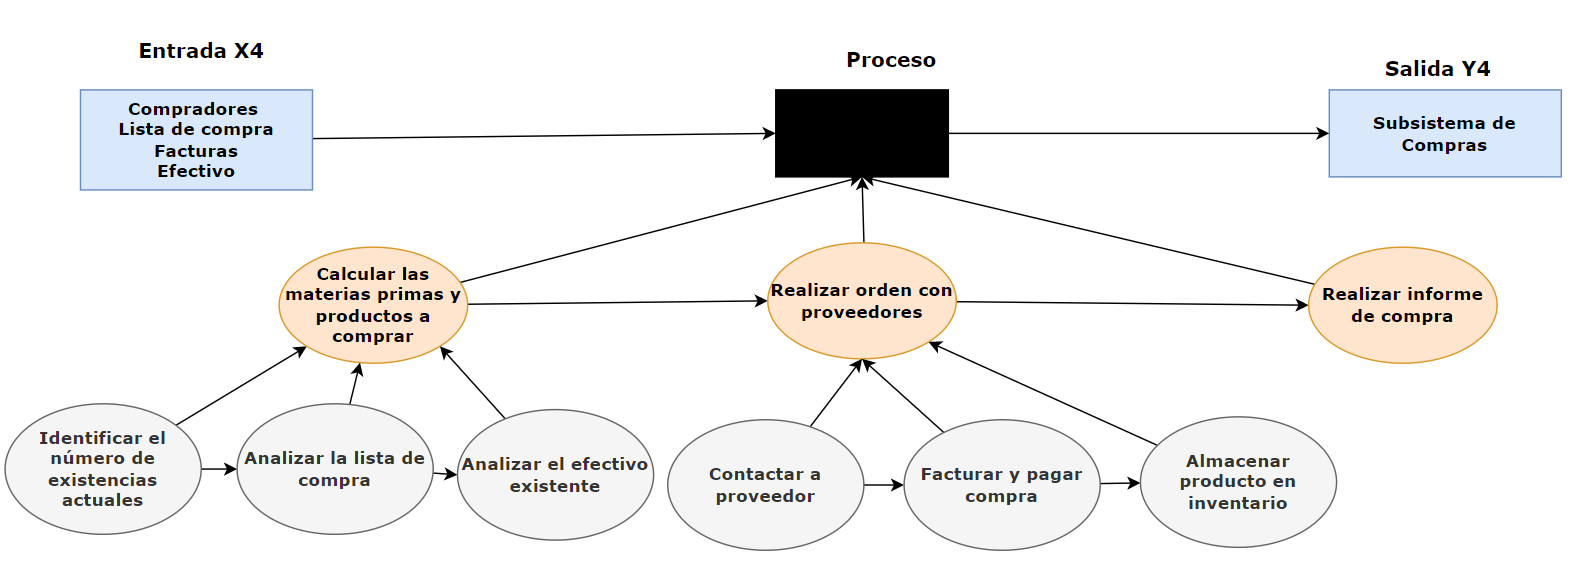 Entrada X4
Proceso
Salida Y4
Compradores
Lista de compra
Facturas
Efectivo
Subsistema de
Compras
Calcular las
materias primas y
productos a
comprar
Realizar orden con
proveedores
Realizar informe
de compra
Identificar el
número de
existencias
actuales
Analizar la lista de
compra
Analizar el efectivo
existente
Contactar a
proveedor
Facturar y pagar
compra
Almacenar
producto en
inventario